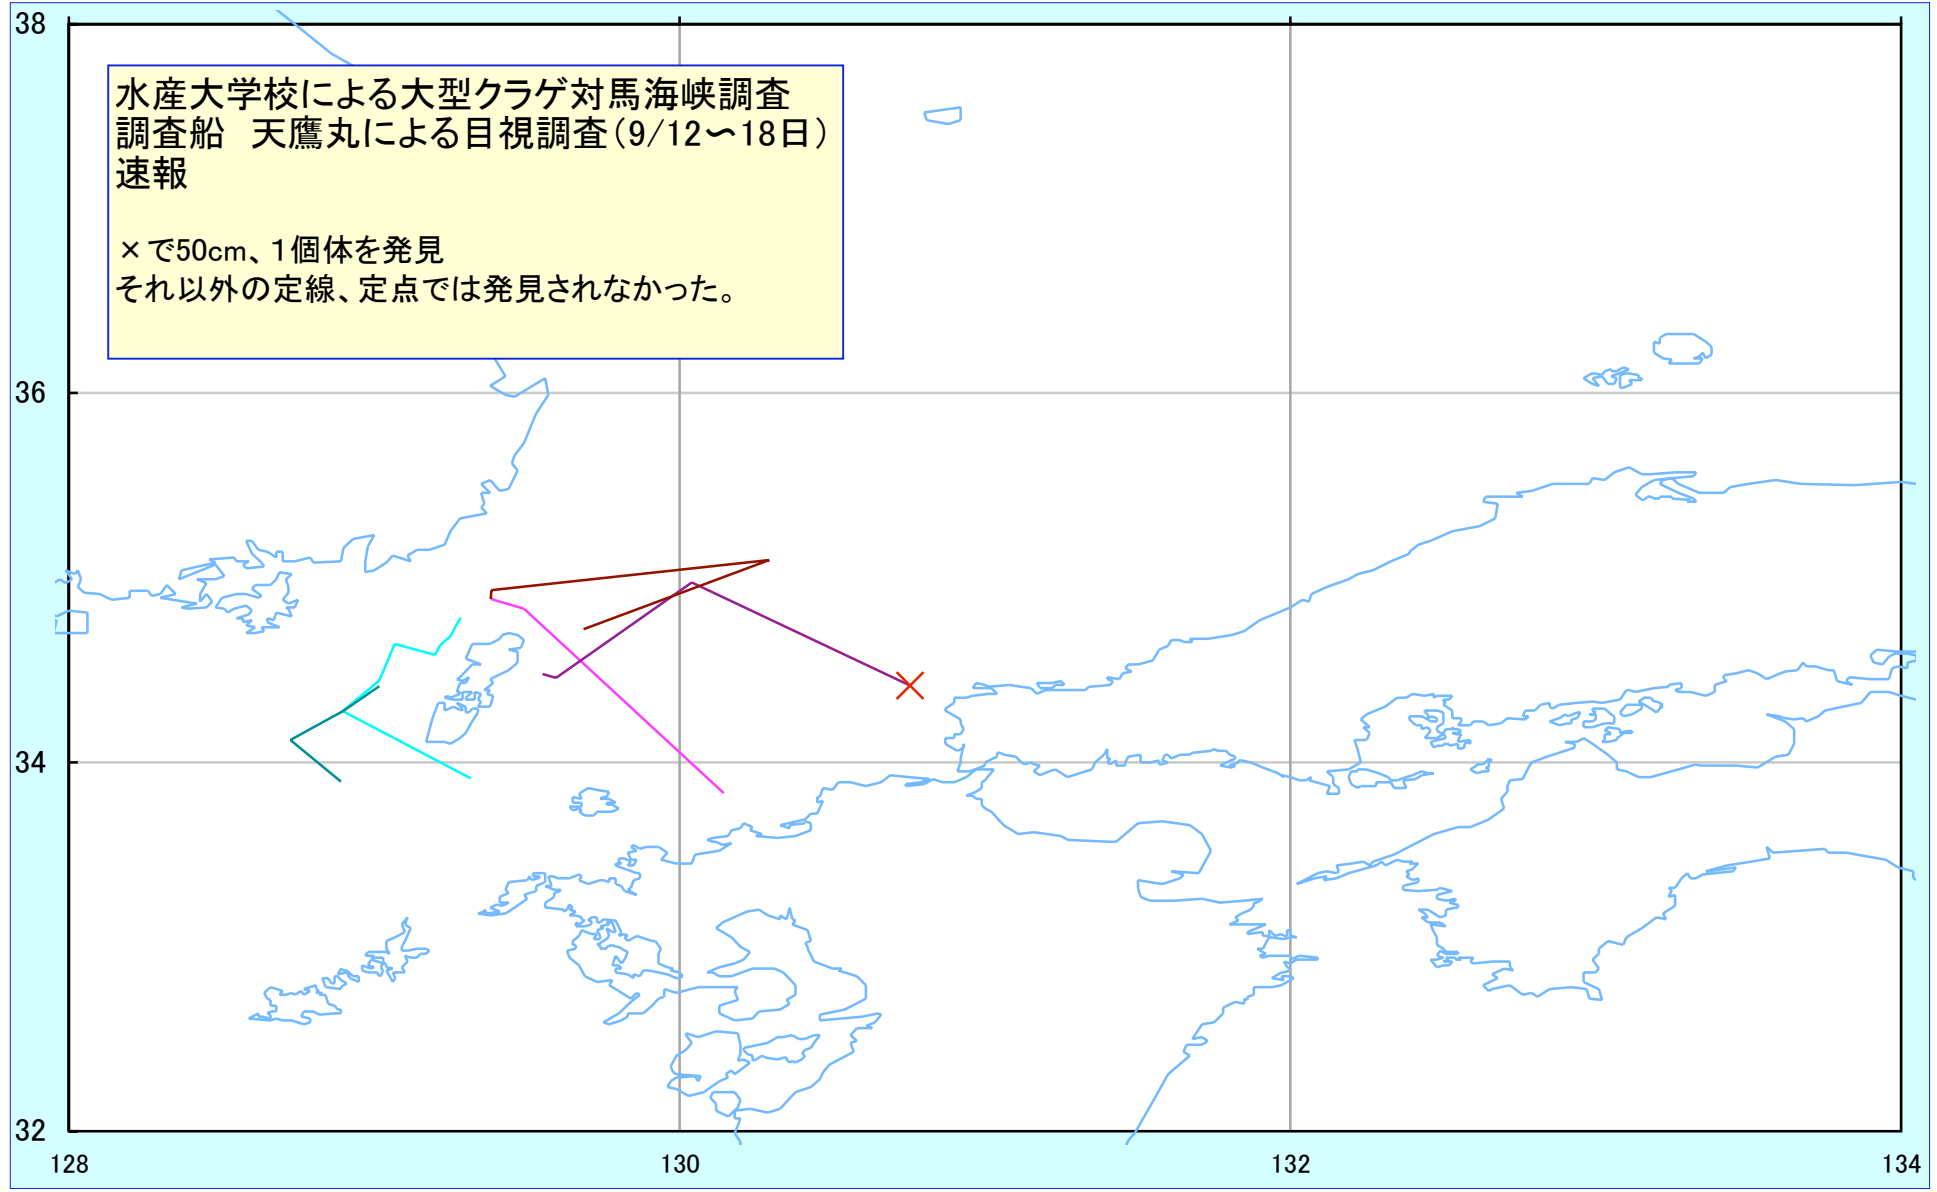 38
水産大学校による大型クラゲ対馬海峡調査
調査船　天鷹丸による目視調査（9/12～18日）
速報
×で50cm、１個体を発見
それ以外の定線、定点では発見されなかった。
36
34
32
128 130 132 134